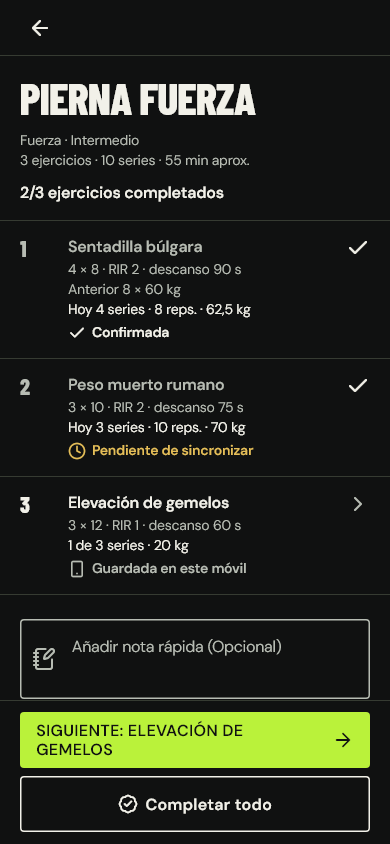 PIERNA FUERZA
Fuerza · Intermedio
3 ejercicios · 10 series · 55 min aprox.
2/3 ejercicios completados
1
Sentadilla búlgara
4 × 8 · RIR 2 · descanso 90 s
Anterior 8 × 60 kg
Hoy 4 series · 8 reps. · 62,5 kg
Confirmada
2
Peso muerto rumano
3 × 10 · RIR 2 · descanso 75 s
Hoy 3 series · 10 reps. · 70 kg
Pendiente de sincronizar
3
Elevación de gemelos
3 × 12 · RIR 1 · descanso 60 s
1 de 3 series · 20 kg
Guardada en este móvil
Añadir nota rápida (Opcional)
SIGUIENTE: ELEVACIÓN DE
GEMELOS
Completar todo